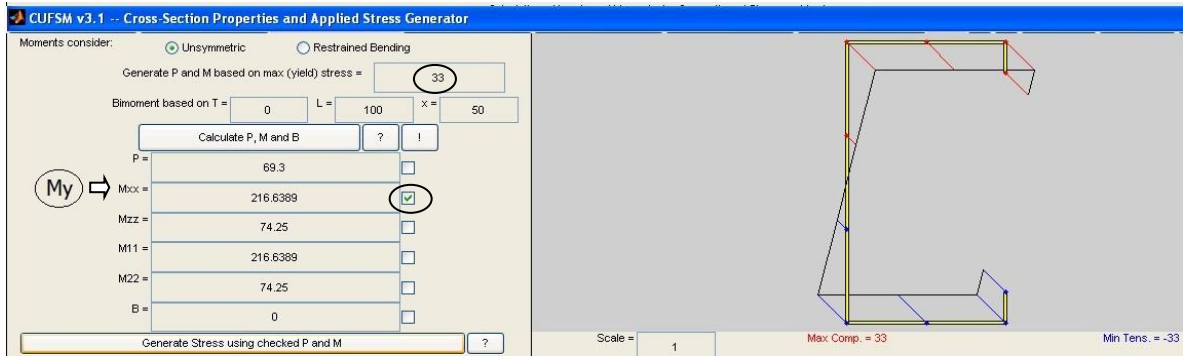 CUFSM v3.1 -- Cross-Section Properties and Applied Stress Generator
Moments consider: Unsymmetric Restrained Bending
Generate P and M based on max (yield) stress = 33
Bimoment based on T = 0 L = 100 x = 50
Calculate P, M and B ? !
P = 69.3
My Mxx = 216.6389
Mzz = 74.25
M11 = 216.6389
M22 = 74.25
B = 0
Generate Stress using checked P and M ?
Scale = 1 Max Comp. = 33 Min Tens. = -33